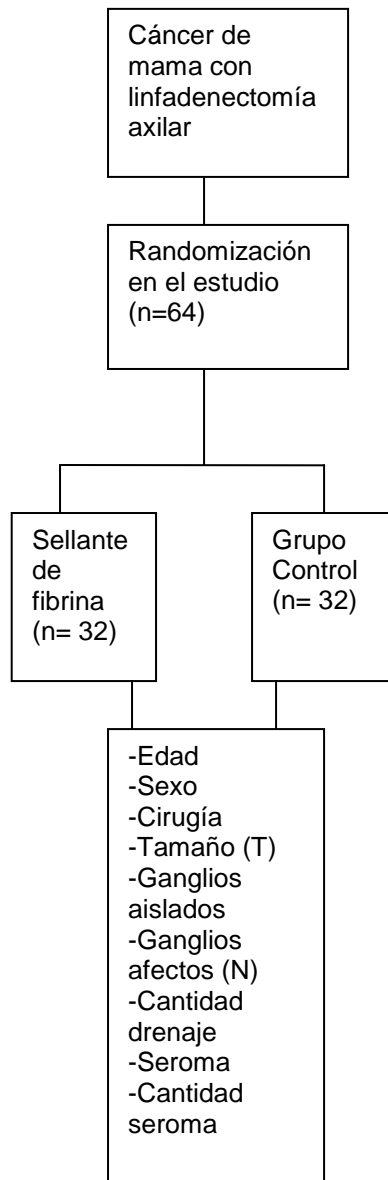 Cáncer de
mama con
linfadenectomía
axilar
Randomización
en el estudio
(n=64)
Sellante
de
fibrina
(n= 32)
Grupo
Control
(n= 32)
-Edad
-Sexo
-Cirugía
-Tamaño (T)
-Ganglios
aislados
-Ganglios
afectos (N)
-Cantidad
drenaje
-Seroma
-Cantidad
seroma